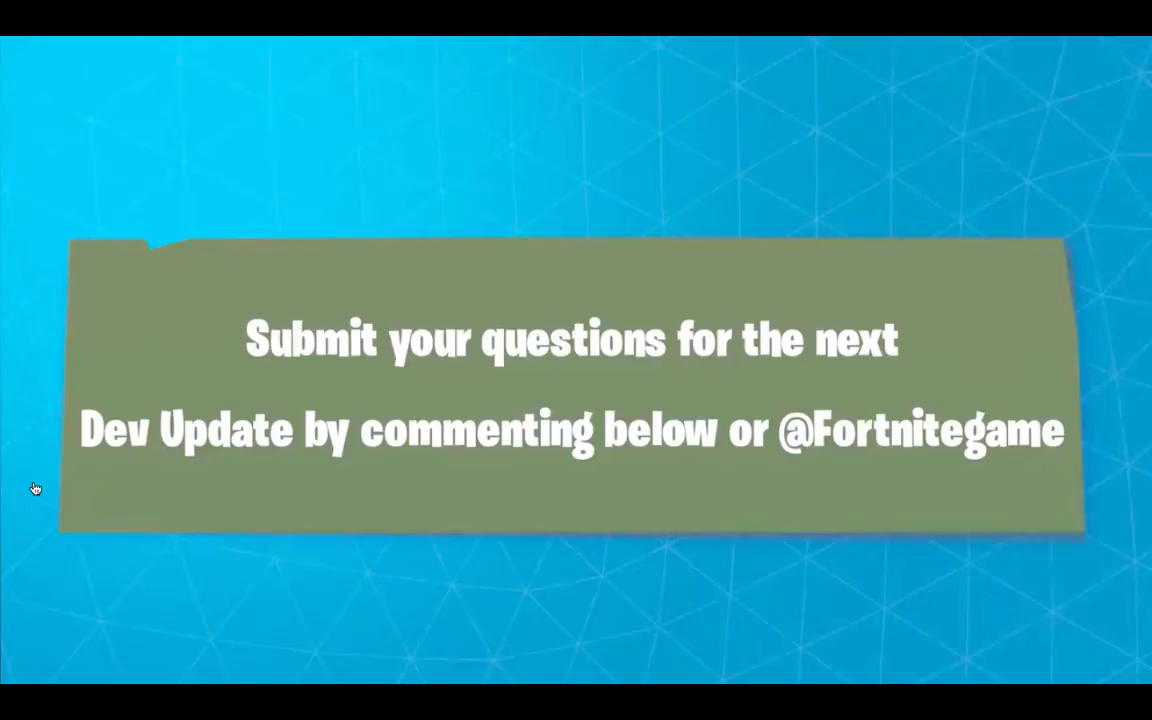 Submit your questions for the next
Dev Update by commenting below or @Fortnitegame